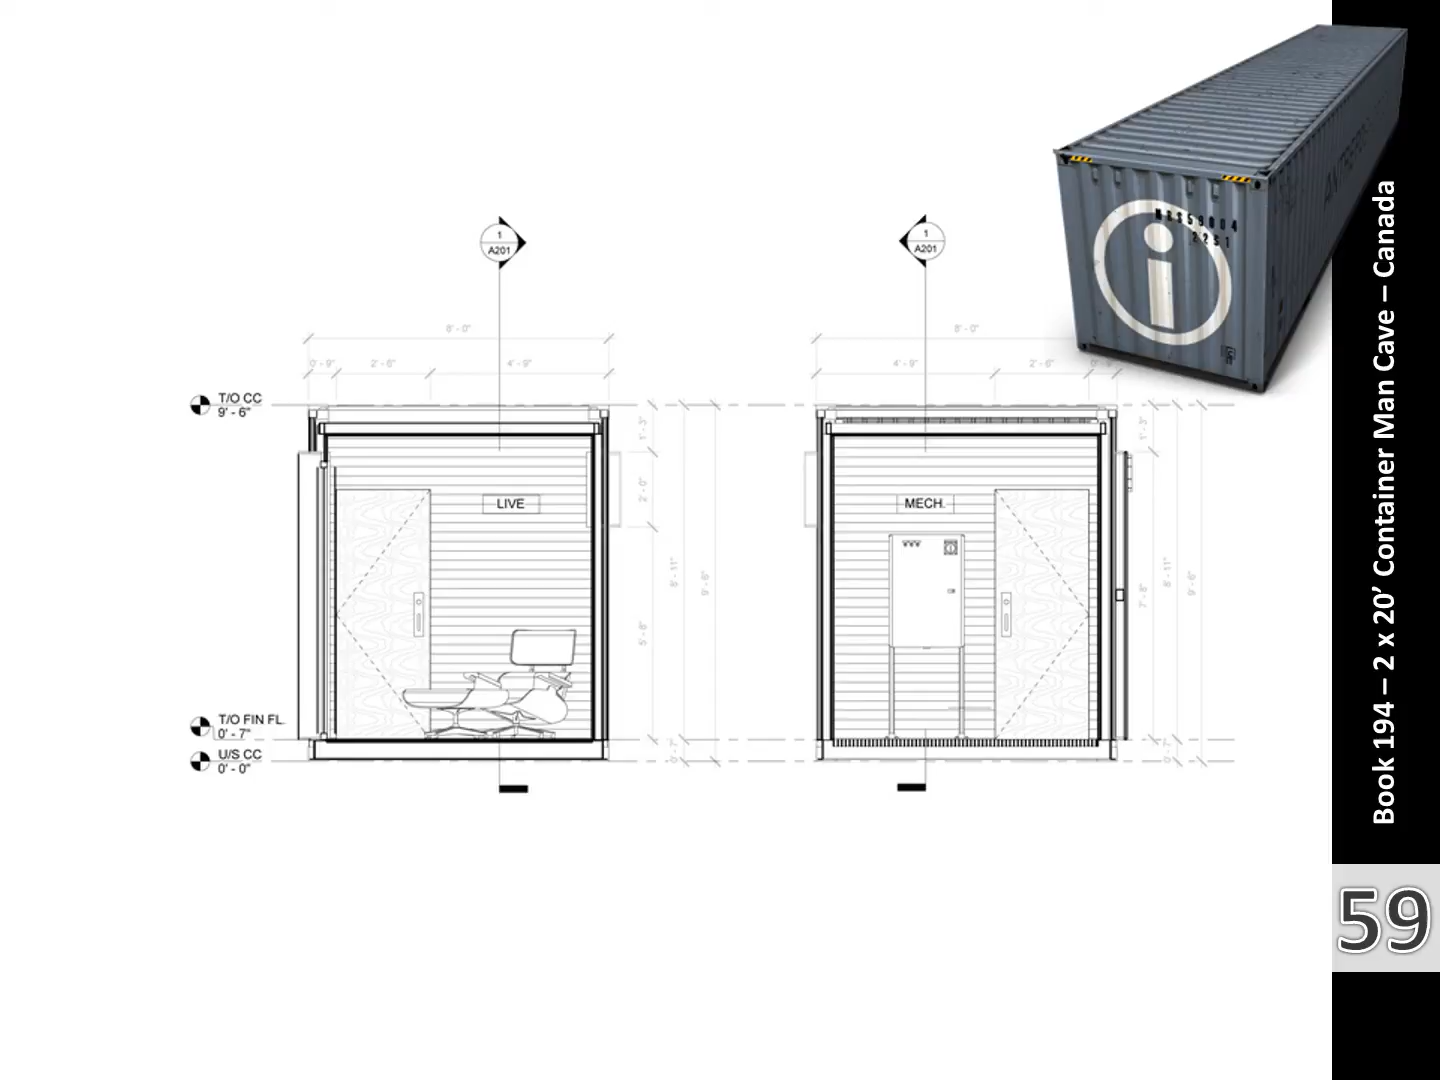 1
A201
1
A201
8' - 0"
8' - 0"
0' - 9"
2' - 6"
4' - 9"
4' - 9"
2' - 6"
T/O CC
9' - 6"
1' - 3"
1' - 3"
LIVE
MECH.
2' - 0"
8' - 11"
9' - 6"
7' - 8"
8' - 11"
9' - 6"
5' - 8"
T/O FIN FL.
0' - 7"
U/S CC
0' - 0"
0' - 7"
0' - 7"
i
MRS59004
2251
Book 194 – 2 x 20’ Container Man Cave – Canada
59